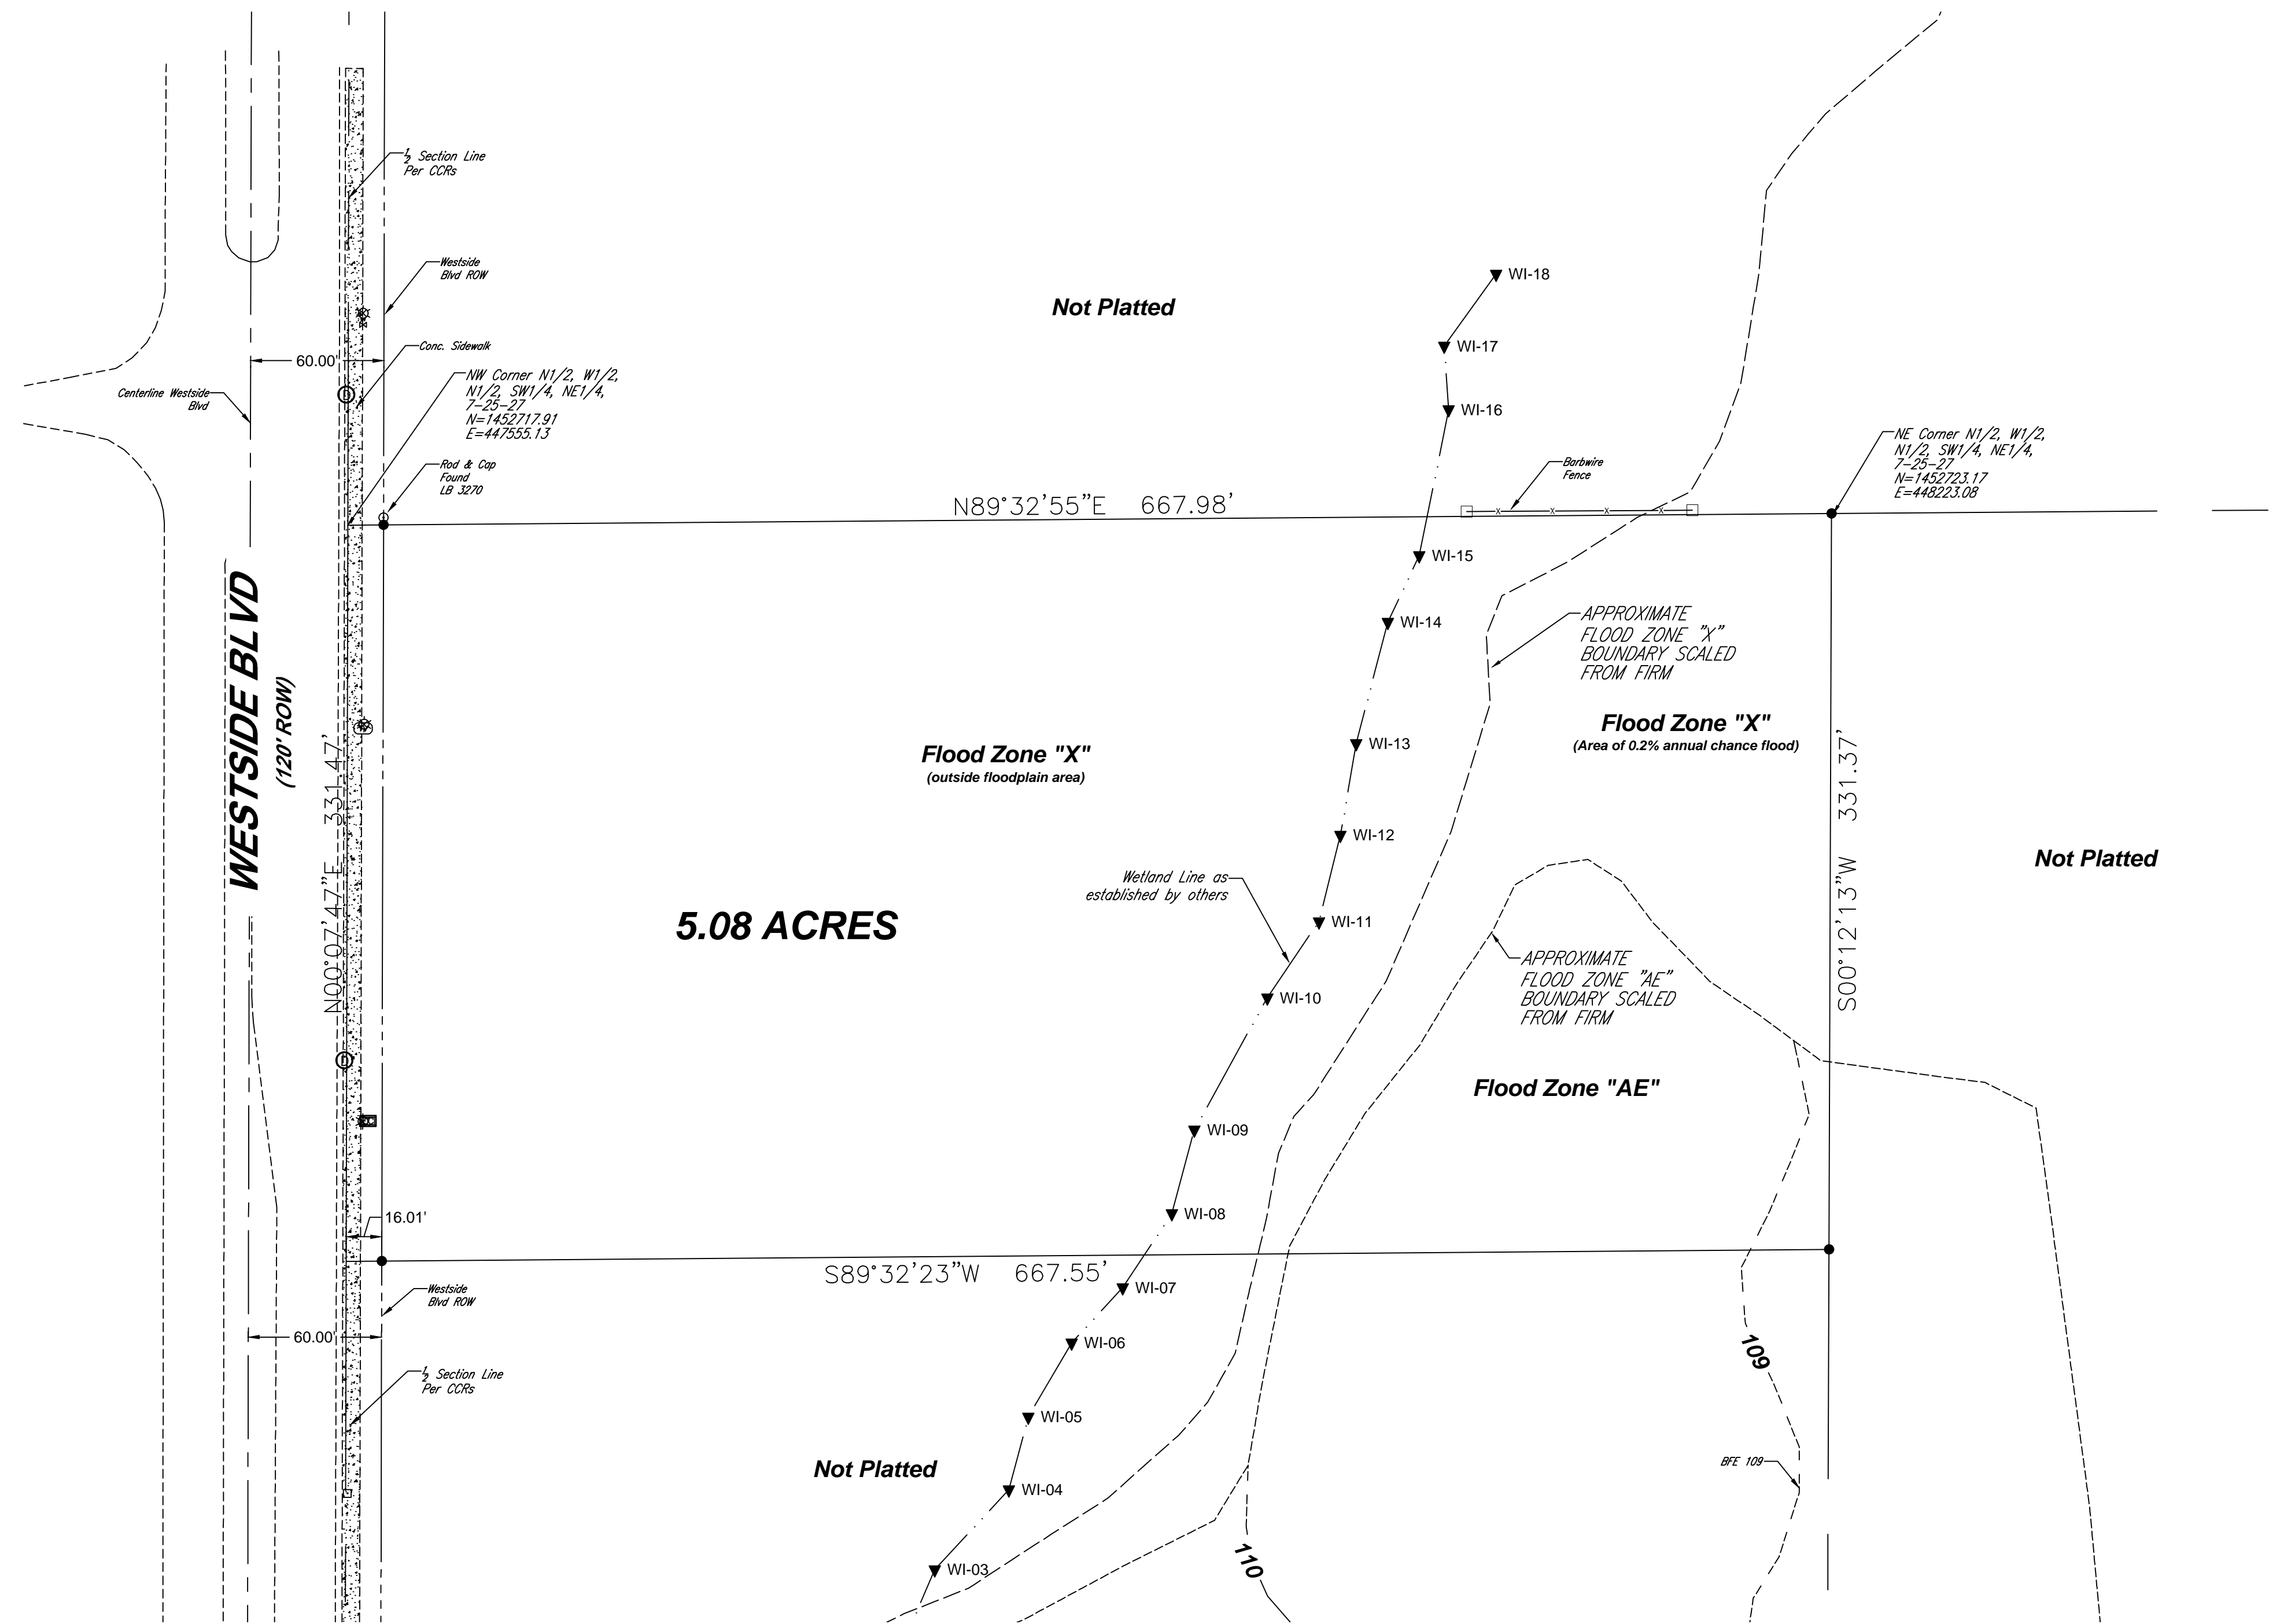 ½ Section Line
Per CCRs
Westside
Blvd ROW
WI-18
Not Platted
WI-17
Conc. Sidewalk
60.00'
NW Corner N1/2, W1/2,
N1/2, SW1/4, NE1/4,
7-25-27
N=1452717.91
E=447555.13
Centerline Westside
Blvd
D
WI-16
NE Corner N1/2, W1/2,
N1/2, SW1/4, NE1/4,
7-25-27
N=1452723.17
E=448223.08
Rod & Cap
Found
LB 3270
Barbwire
Fence
X X X X
N89°32'55"E 667.98'
WI-15
WESTSIDE BLVD
(120' ROW)
N00°07'47"E 331.47'
WI-14
APPROXIMATE
FLOOD ZONE "X"
BOUNDARY SCALED
FROM FIRM
Flood Zone "X"
(outside floodplain area)
WI-13
Flood Zone "X"
(Area of 0.2% annual chance flood)
S00°12'13"W 331.37'
WI-12
Not Platted
Wetland Line as
established by others
5.08 ACRES
WI-11
APPROXIMATE
FLOOD ZONE "AE"
BOUNDARY SCALED
FROM FIRM
WI-10
D
Flood Zone "AE"
WI-09
16.01'
WI-08
S89°32'23"W 667.55'
Westside
Blvd ROW
WI-07
60.00'
WI-06
109
½ Section Line
Per CCRs
WI-05
Not Platted
BFE 109
WI-04
110
WI-03